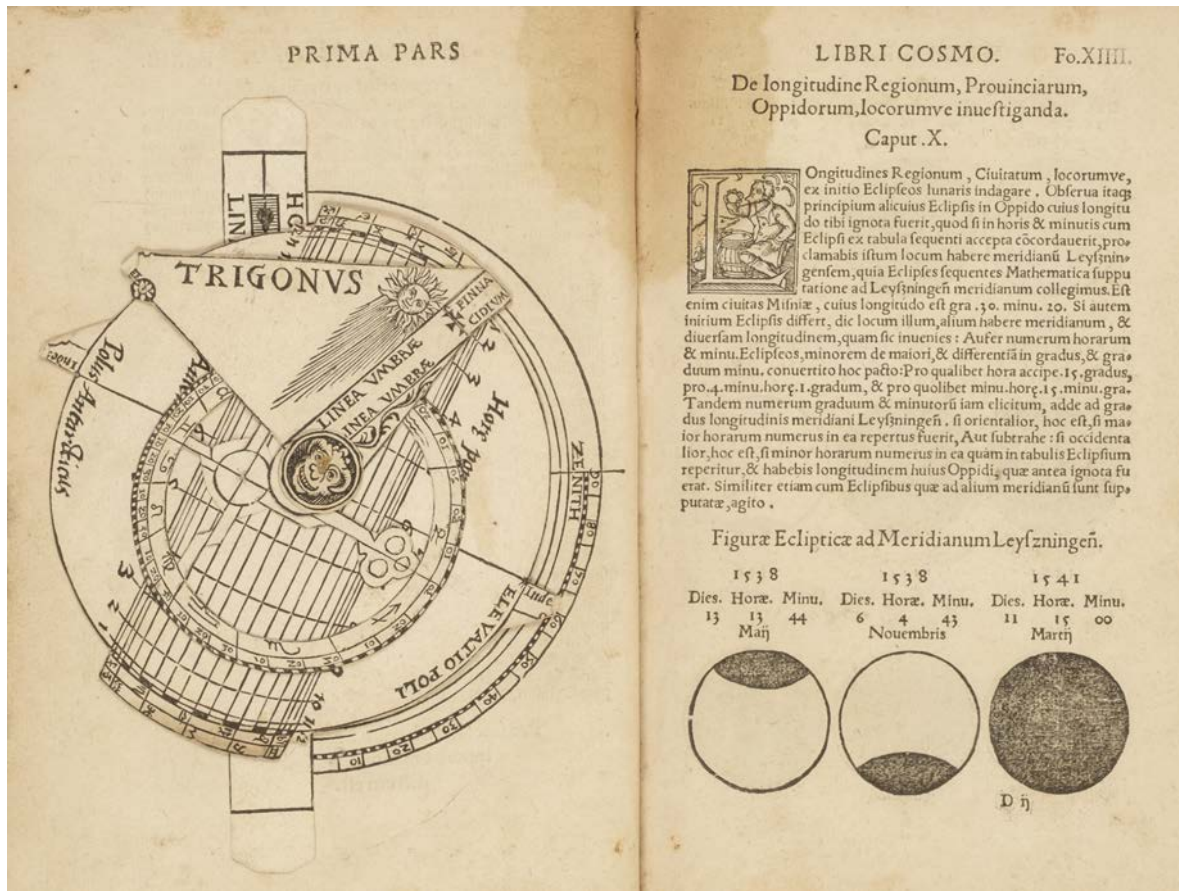 PRIMA PARS
TRIGONVS
PINNA
CIDIUM
LINEA VMBRÆ
LINEA VMBRÆ
Polus Antarcticus
Horę
ZENITH
ELEVATIO POLI
LIBRI COSMO. Fo.XIIII.
De longitudine Regionum, Prouinciarum,
Oppidorum,locorumve inueſtiganda.
Caput .X.
LOngitudines Regionum , Ciuitatum , locorumve,
ex initio Eclipſeos lunaris indagare . Obſerua itaqꝫ
principium alicuius Eclipſis in Oppido cuius longitu
do tibi ignota fuerit,quod ſi in horis & minutis cum
Eclipſi ex tabula ſequenti accepta cōcordauerit,pro⸗
clamabis iſtum locum habere meridianū Leyſznin⸗
genſem,quia Eclipſes ſequentes Mathematica ſuppu
tatione ad Leyſzningeñ meridianum collegimus.Eſt
enim ciuitas Miſniæ , cuius longitudo eſt gra .30. minu. 20. Si autem
initium Eclipſis differt, dic locum illum,alium habere meridianum , &
diuerſam longitudinem,quam ſic inuenies : Aufer numerum horarum
& minu.Eclipſeos,minorem de maiori,& differentiā in gradus,& gra⸗
duum minu. conuertito hoc pacto:Pro qualibet hora accipe.15.gradus,
pro.4.minu.horę.1.gradum, & pro quolibet minu.horę.15.minu.gra.
Tandem numerum graduum & minutorū iam elicitum, adde ad gra⸗
dus longitudinis meridiani Leyſzningeñ . ſi orientalior, hoc eſt,ſi ma⸗
ior horarum numerus in ea repertus fuerit, Aut ſubtrahe : ſi occidenta
lior,hoc eſt,ſi minor horarum numerus in ea quàm in tabulis Eclipſium
reperitur,& habebis longitudinem huius Oppidi, quæ antea ignota fu
erat. Similiter etiam cum Eclipſibus quæ ad alium meridianū ſunt ſup⸗
putatæ,agito .
Figuræ Eclipticæ ad Meridianum Leyſzningeñ.
1538 1538 1541
Dies. Horæ. Minu. Dies. Horæ. Minu. Dies. Horæ. Minu.
13 13 44 6 4 43 11 15 00
Maij Nouembris Martij
D ij